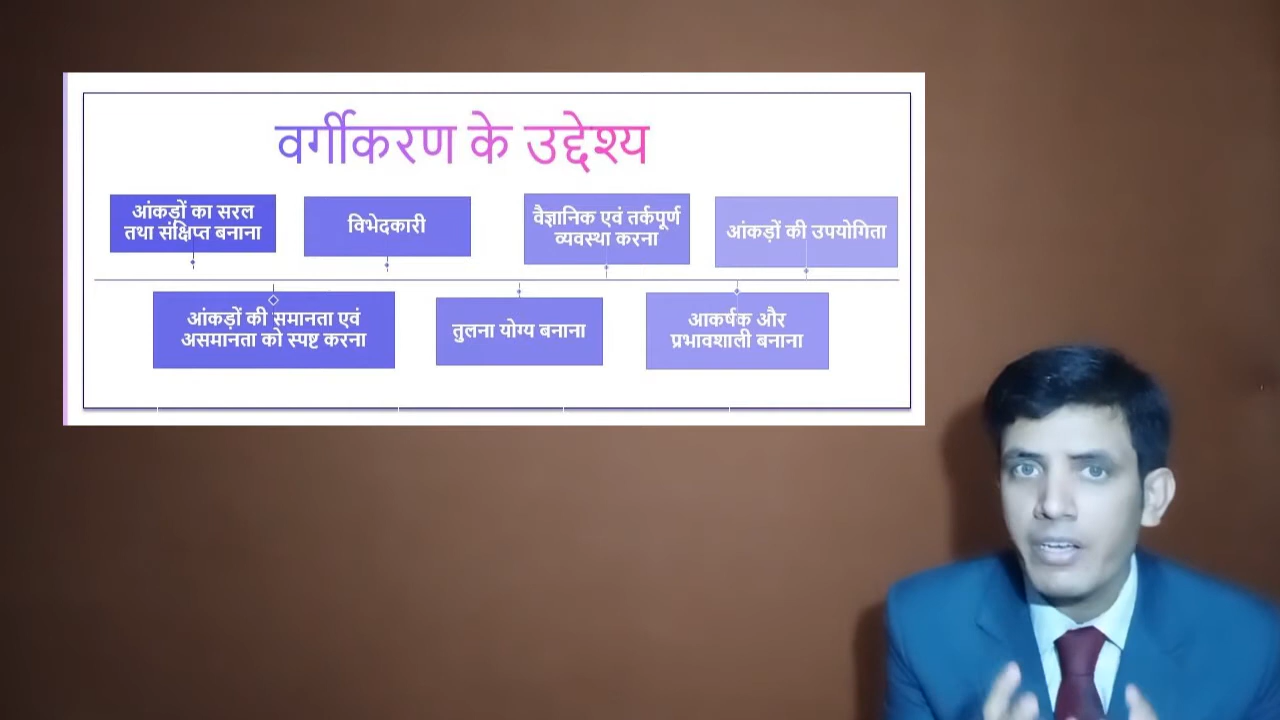 वर्गीकरण के उद्देश्य
आंकड़ों का सरल
तथा संक्षिप्त बनाना
विभेदकारी
वैज्ञानिक एवं तर्कपूर्ण
व्यवस्था करना
आंकड़ों की उपयोगिता
आंकड़ों की समानता एवं
असमानता को स्पष्ट करना
तुलना योग्य बनाना
आकर्षक और
प्रभावशाली बनाना